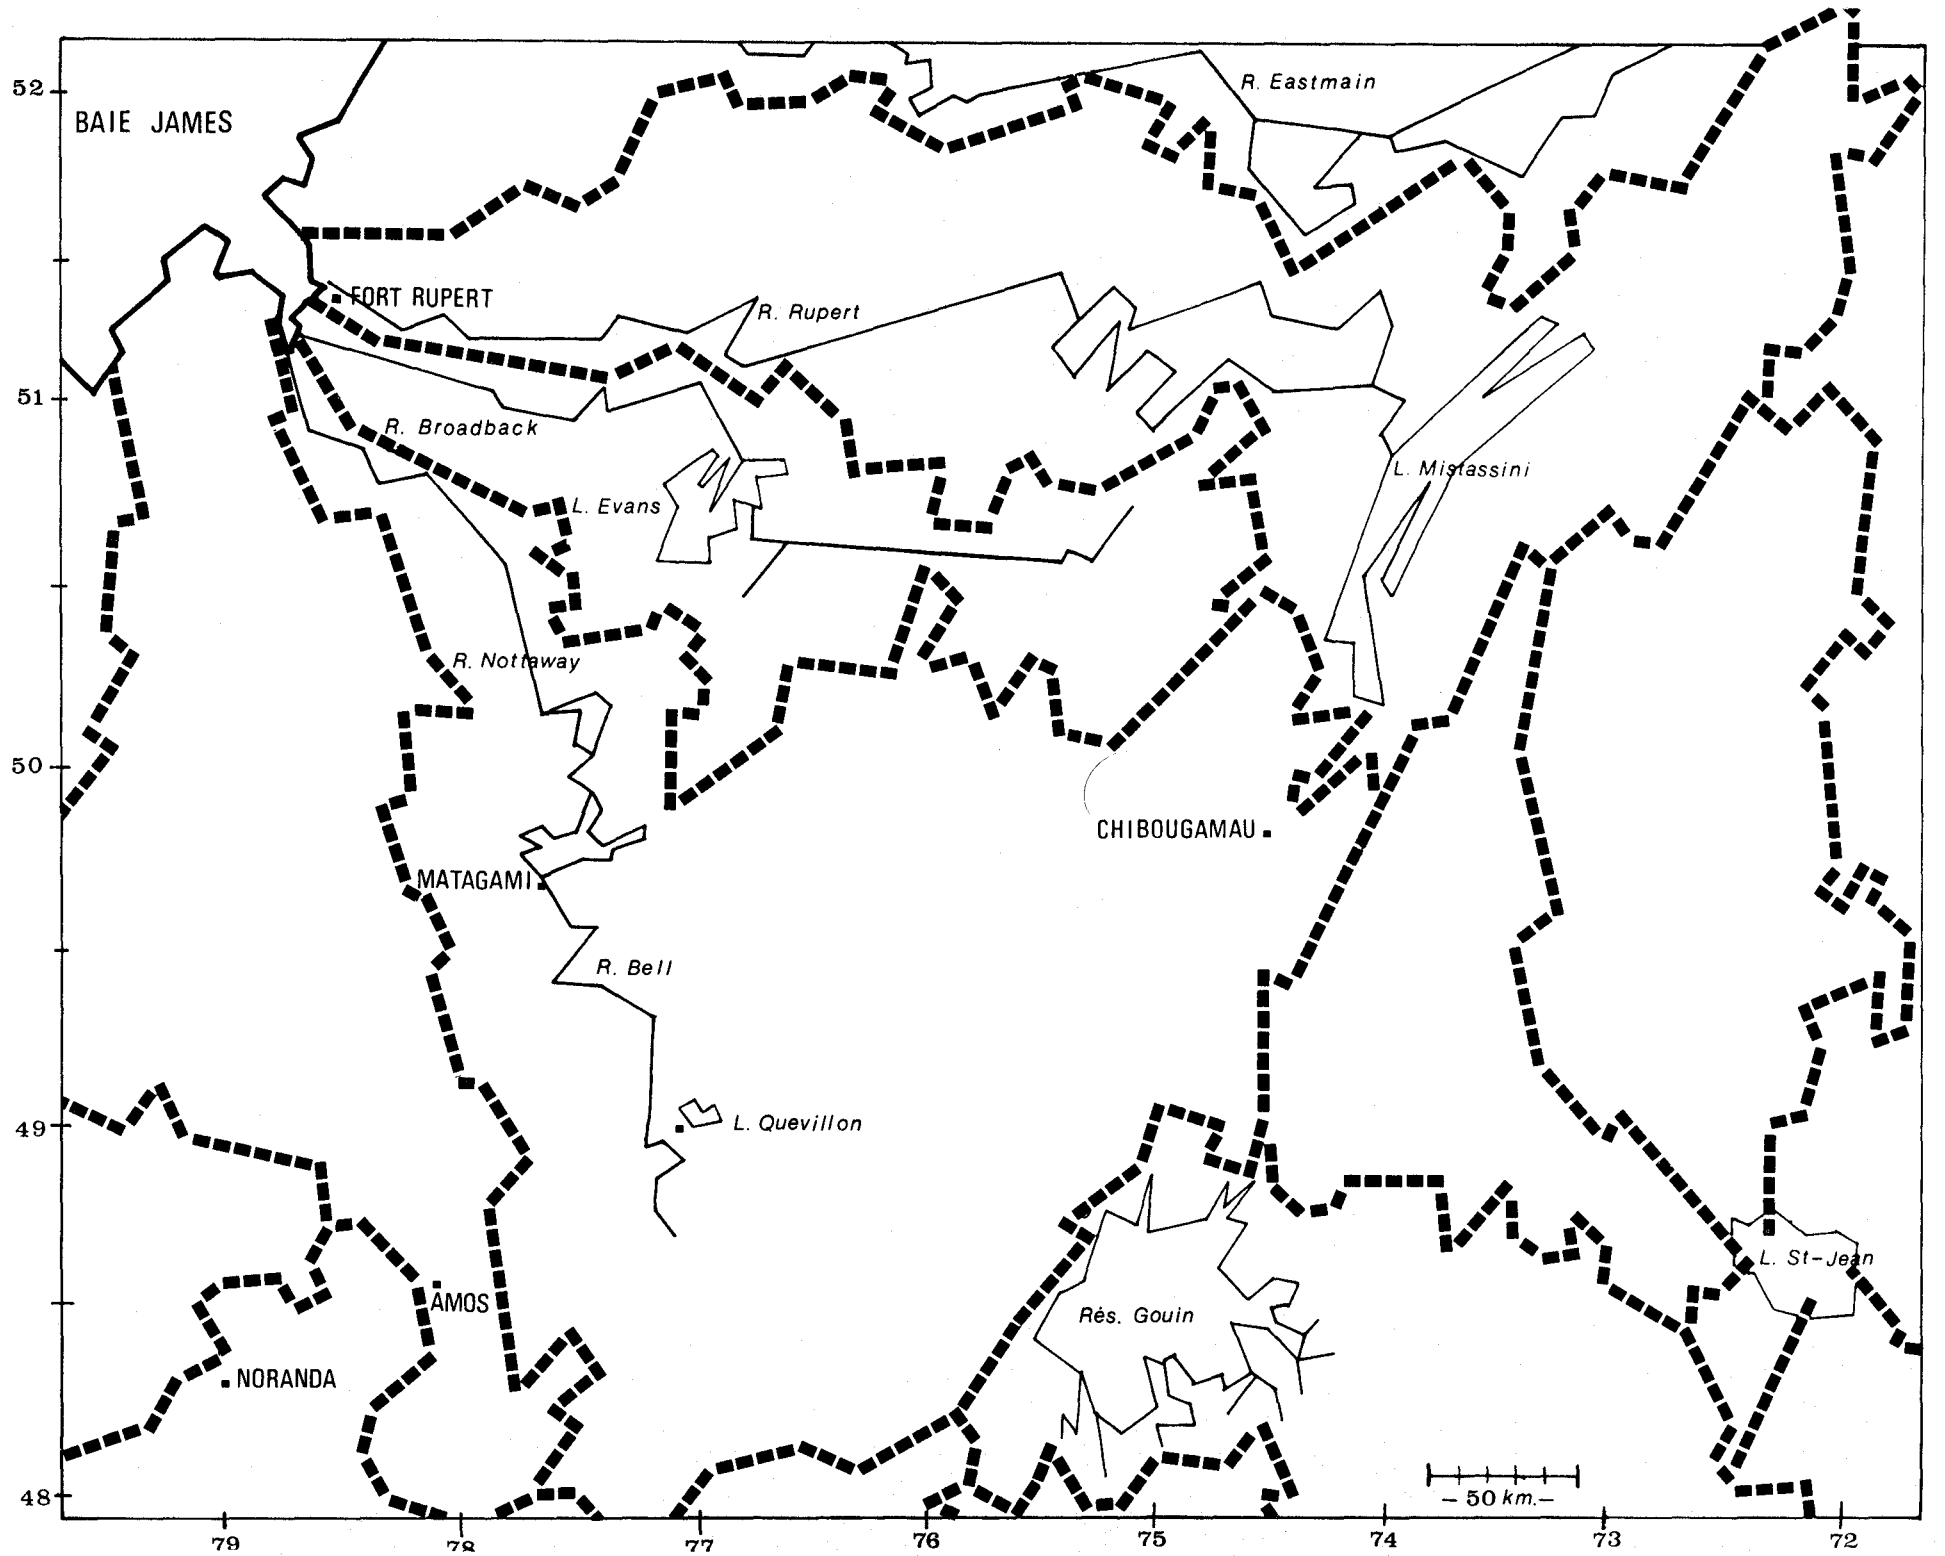 52
BAIE JAMES
R. Eastmain
FORT RUPERT
R. Rupert
51
R. Broadback
L. Mistassini
L. Evans
R. Nottaway
50
CHIBOUGAMAU
MATAGAMI
R. Bell
49
L. Quevillon
L. St-Jean
AMOS
Rés. Gouin
NORANDA
48
- 50 km. -
79
78
77
76
75
74
73
72